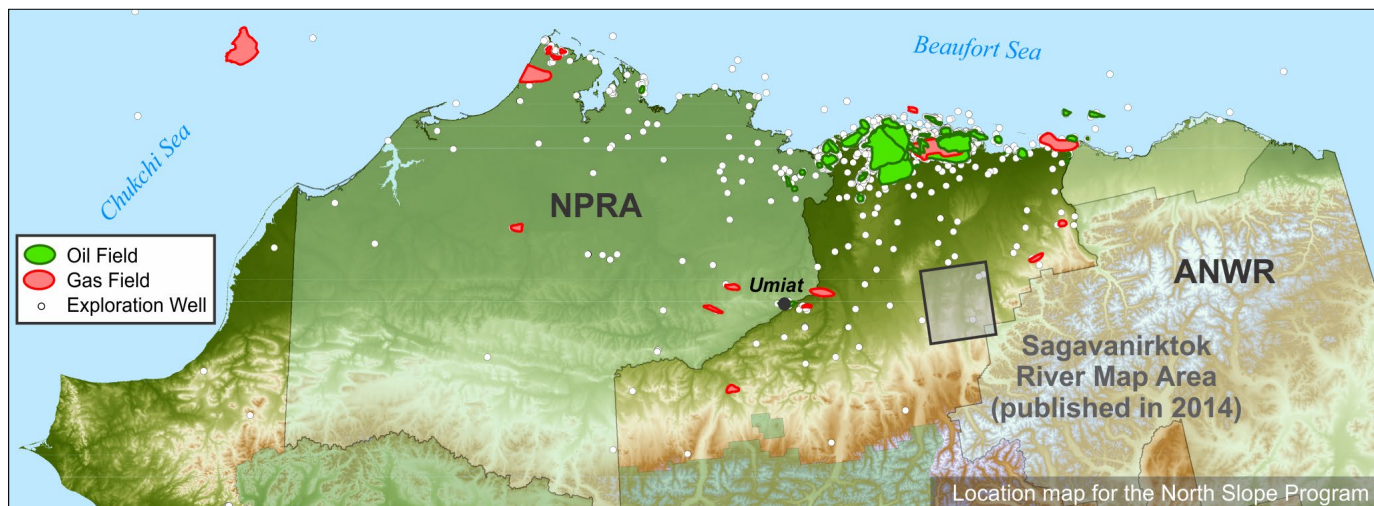 Beaufort Sea
Chukchi Sea
NPRA
Oil Field
Gas Field
Exploration Well
Umiat
ANWR
Sagavanirktok
River Map Area
(published in 2014)
Location map for the North Slope Program